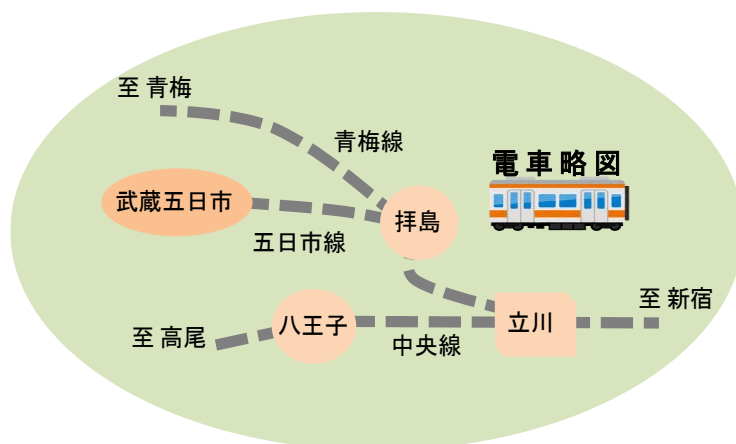 至 青梅
青梅線
電車略図
武蔵五日市
拝島
五日市線
至 新宿
八王子
立川
至 高尾
中央線